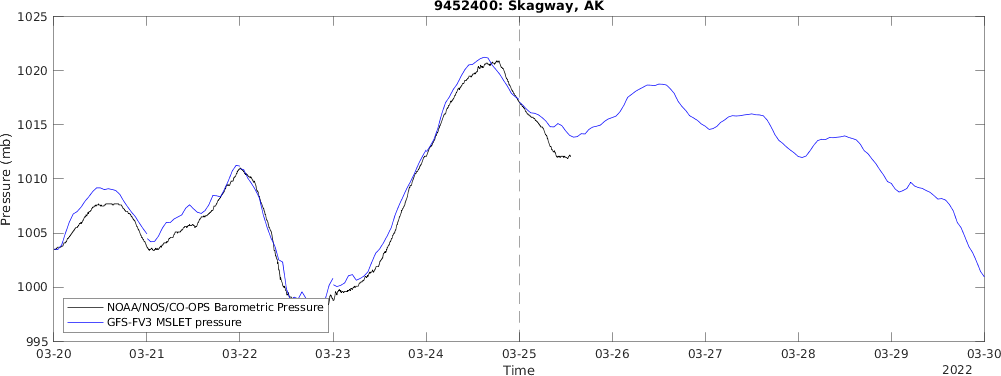 9452400: Skagway, AK
1025
1020
1015
1010
1005
1000
995
Pressure (mb)
NOAA/NOS/CO-OPS Barometric Pressure
GFS-FV3 MSLET pressure
03-20 03-21 03-22 03-23 03-24 03-25 03-26 03-27 03-28 03-29 03-30
Time
2022